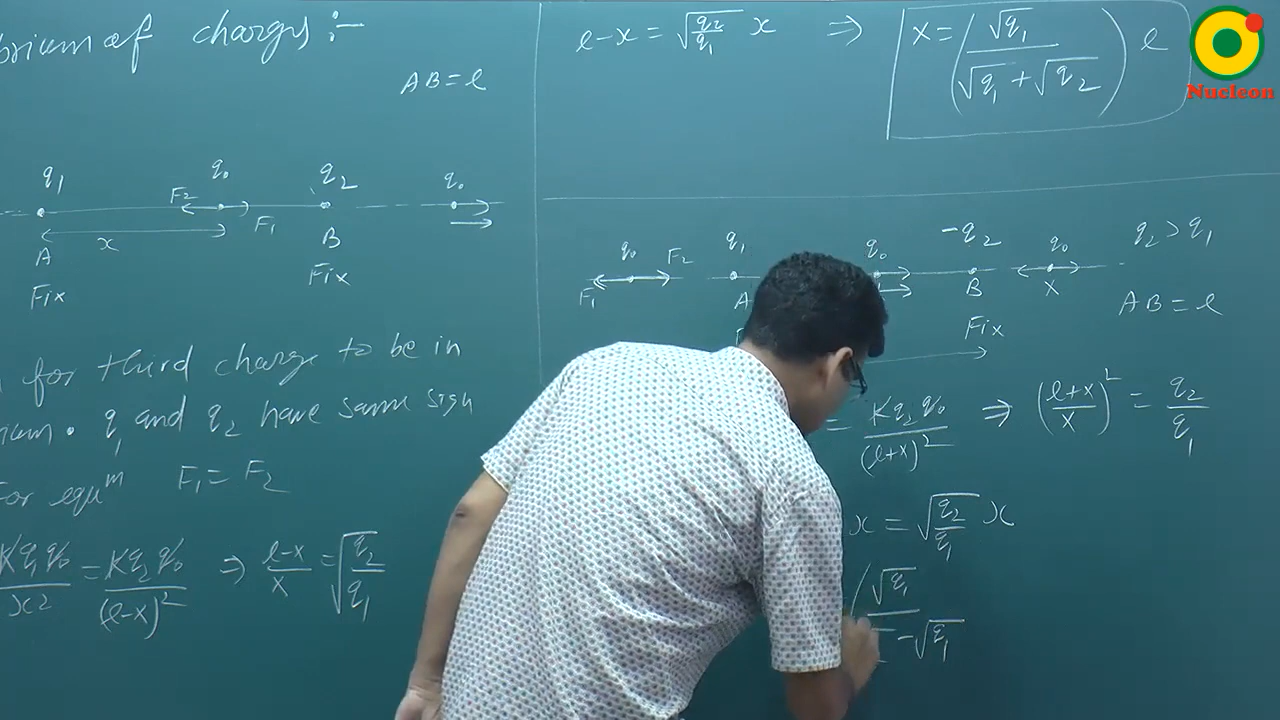 brium of charges :-
AB = l
q₁ q₀ q₂ q₀
F₂ F₁
x
A B
Fix Fix
for third charge to be in
q₁ and q₂ have same sign
For equᵐ F₁ = F₂
Kq₁q₀/x² = Kq₂q₀/(l-x)² ⇒ (l-x)/x = √(q₂/q₁)
l-x = √(q₂/q₁) x ⇒ x = (√q₁/(√q₁ + √q₂)) l
Nucleon
q₀ F₂ q₁ q₀ -q₂ q₀ q₂ > q₁
F₁ A B X AB = l
Fix
= Kq₂q₀/(l+x)² ⇒ ((l+x)/x)² = q₂/q₁
x = √(q₂/q₁) x
(√q₁
-√q₁